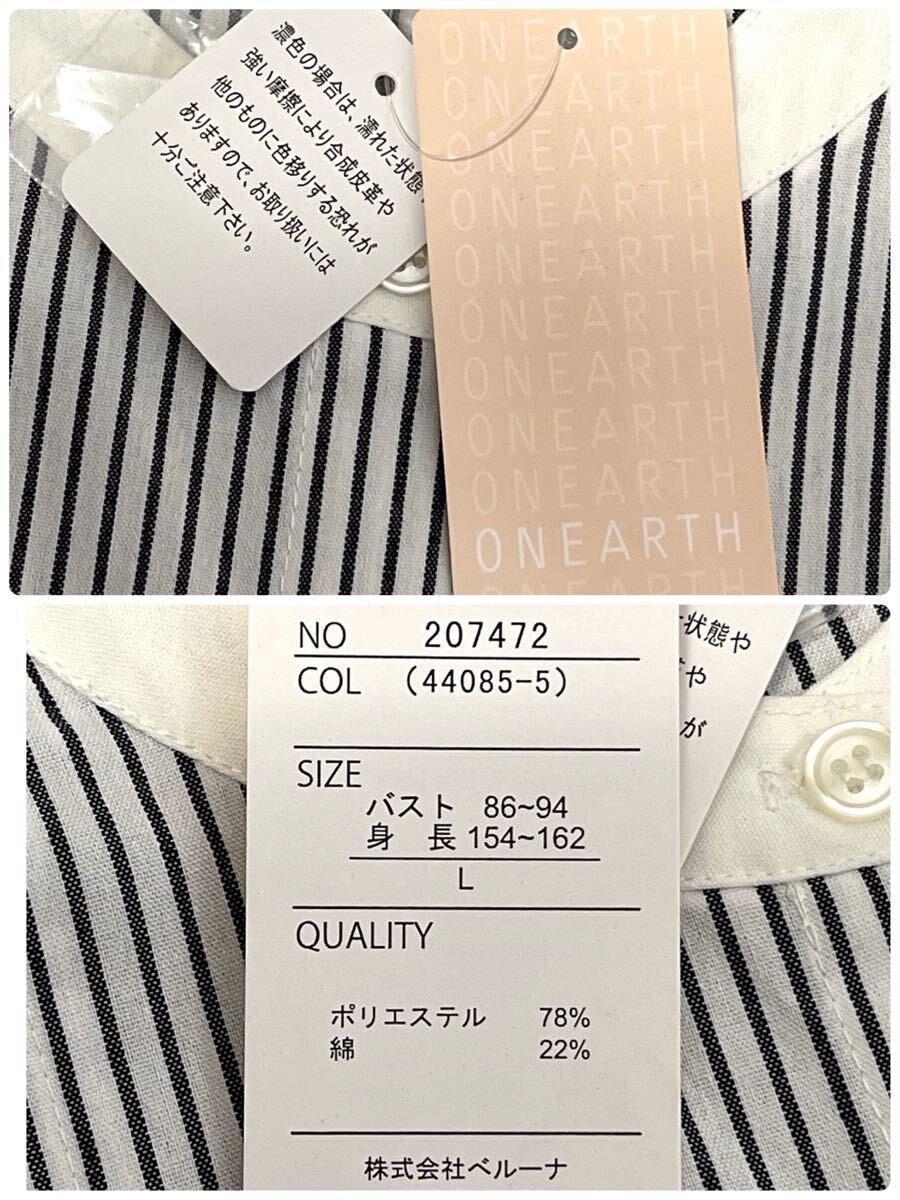 濃色の場合は、濡れた状態
強い摩擦により合成皮革や
他のものに色移りする恐れが
ありますので、お取り扱いには
十分ご注意下さい。
ONEARTH
ONEARTH
ONEARTH
ONEARTH
ONEARTH
ONEARTH
ONEARTH
ONEARTH
ONEARTH
ONEARTH
ONEARTH
NO 207472
COL (44085-5)
SIZE
バスト 86~94
身 長 154~162
L
QUALITY
ポリエステル 78%
綿 22%
株式会社ベルーナ
状態や
や
が